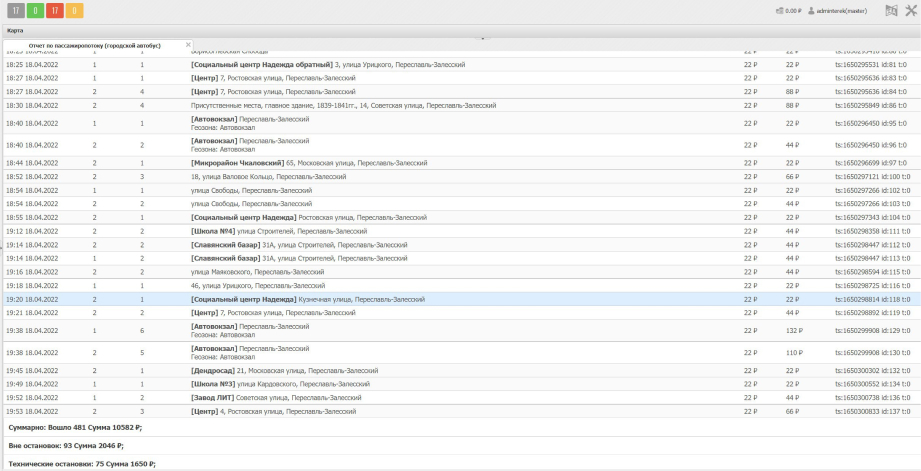 17 0 17 0 0.00 ₽ adminterek(master)
Карта
Отчет по пассажиропотоку (городской автобус)
18:25 18.04.2022 1 1 [Социальный центр Надежда обратный] 3, улица Урицкого, Переславль-Залесский 22 ₽ 22 ₽ ts:1650295531 id:81 t:0
18:27 18.04.2022 1 1 [Центр] 7, Ростовская улица, Переславль-Залесский 22 ₽ 22 ₽ ts:1650295636 id:83 t:0
18:27 18.04.2022 2 4 [Центр] 7, Ростовская улица, Переславль-Залесский 22 ₽ 88 ₽ ts:1650295636 id:84 t:0
18:30 18.04.2022 2 4 Присутственные места, главное здание, 1839-1841гг., 14, Советская улица, Переславль-Залесский 22 ₽ 88 ₽ ts:1650295849 id:86 t:0
18:40 18.04.2022 1 1 [Автовокзал] Переславль-Залесский 22 ₽ 22 ₽ ts:1650296450 id:95 t:0
Геозона: Автовокзал
18:40 18.04.2022 2 2 [Автовокзал] Переславль-Залесский 22 ₽ 44 ₽ ts:1650296450 id:96 t:0
Геозона: Автовокзал
18:44 18.04.2022 2 1 [Микрорайон Чкаловский] 65, Московская улица, Переславль-Залесский 22 ₽ 22 ₽ ts:1650296699 id:97 t:0
18:52 18.04.2022 2 3 18, улица Валовое Кольцо, Переславль-Залесский 22 ₽ 66 ₽ ts:1650297121 id:100 t:0
18:54 18.04.2022 1 1 улица Свободы, Переславль-Залесский 22 ₽ 22 ₽ ts:1650297266 id:102 t:0
18:54 18.04.2022 2 2 улица Свободы, Переславль-Залесский 22 ₽ 44 ₽ ts:1650297266 id:103 t:0
18:55 18.04.2022 2 1 [Социальный центр Надежда] Ростовская улица, Переславль-Залесский 22 ₽ 22 ₽ ts:1650297343 id:104 t:0
19:12 18.04.2022 2 2 [Школа №4] улица Строителей, Переславль-Залесский 22 ₽ 44 ₽ ts:1650298358 id:111 t:0
19:14 18.04.2022 2 2 [Славянский базар] 31А, улица Строителей, Переславль-Залесский 22 ₽ 44 ₽ ts:1650298447 id:112 t:0
19:14 18.04.2022 1 2 [Славянский базар] 31А, улица Строителей, Переславль-Залесский 22 ₽ 44 ₽ ts:1650298447 id:113 t:0
19:16 18.04.2022 2 2 улица Маяковского, Переславль-Залесский 22 ₽ 44 ₽ ts:1650298594 id:115 t:0
19:18 18.04.2022 1 1 46, улица Урицкого, Переславль-Залесский 22 ₽ 22 ₽ ts:1650298725 id:116 t:0
19:20 18.04.2022 2 1 [Социальный центр Надежда] Кузнечная улица, Переславль-Залесский 22 ₽ 22 ₽ ts:1650298814 id:118 t:0
19:21 18.04.2022 2 2 [Центр] 7, Ростовская улица, Переславль-Залесский 22 ₽ 44 ₽ ts:1650298892 id:119 t:0
19:38 18.04.2022 1 6 [Автовокзал] Переславль-Залесский 22 ₽ 132 ₽ ts:1650299908 id:129 t:0
Геозона: Автовокзал
19:38 18.04.2022 2 5 [Автовокзал] Переславль-Залесский 22 ₽ 110 ₽ ts:1650299908 id:130 t:0
Геозона: Автовокзал
19:45 18.04.2022 2 1 [Дендросад] 21, Московская улица, Переславль-Залесский 22 ₽ 22 ₽ ts:1650300302 id:132 t:0
19:49 18.04.2022 1 1 [Школа №3] улица Кардовского, Переславль-Залесский 22 ₽ 22 ₽ ts:1650300552 id:134 t:0
19:52 18.04.2022 1 2 [Завод ЛИТ] Советская улица, Переславль-Залесский 22 ₽ 44 ₽ ts:1650300738 id:136 t:0
19:53 18.04.2022 2 3 [Центр] 4, Ростовская улица, Переславль-Залесский 22 ₽ 66 ₽ ts:1650300833 id:137 t:0
Суммарно: Вошло 481 Сумма 10582 ₽;
Вне остановок: 93 Сумма 2046 ₽;
Технические остановки: 75 Сумма 1650 ₽;